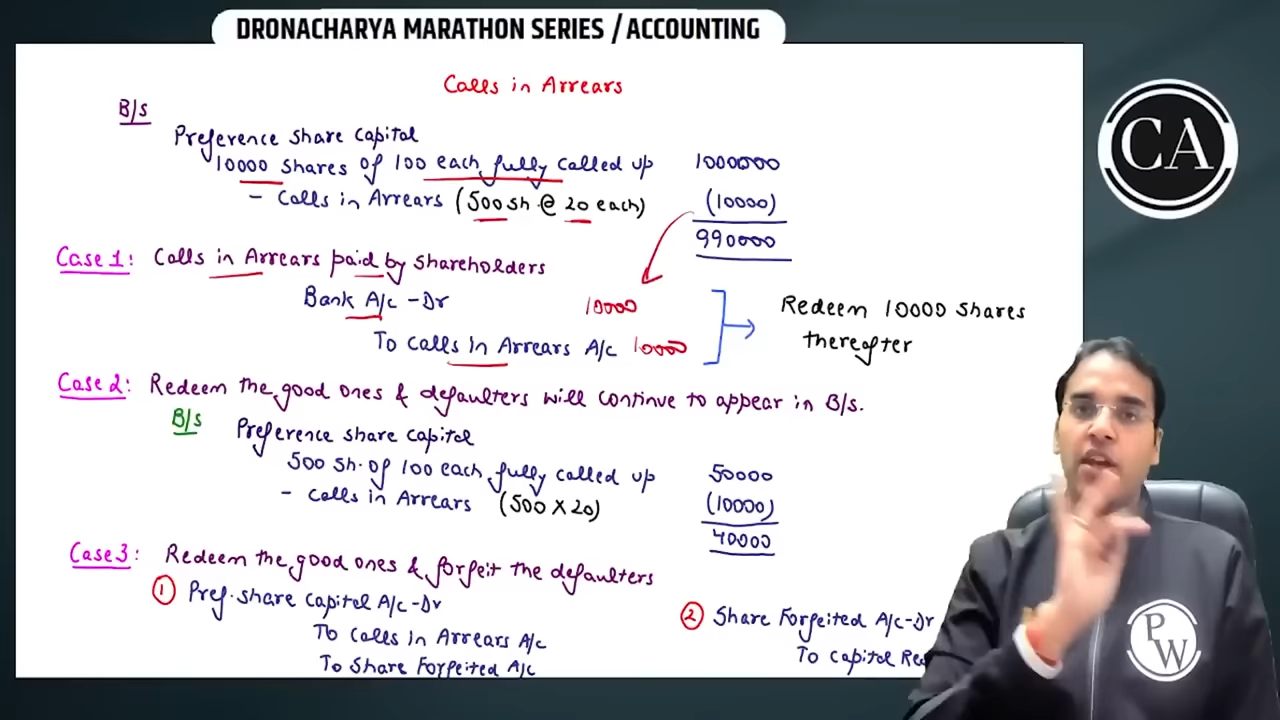 DRONACHARYA MARATHON SERIES / ACCOUNTING
CA
Calls in Arrears
B/s
Preference share capital
10000 shares of 100 each fully called up 1000000
- Calls in Arrears (500 sh @ 20 each) (10000)
990000
Case 1: Calls in Arrears paid by shareholders
Bank A/c -Dr 10000
To calls in Arrears A/c 10000
Redeem 10000 shares
thereafter
Case 2: Redeem the good ones & defaulters will continue to appear in B/s.
B/s
Preference share capital
500 sh. of 100 each fully called up 50000
- calls in Arrears (500 X 20) (10000)
40000
Case 3: Redeem the good ones & forfeit the defaulters
1 Pref. share capital A/c -Dr
To calls in Arrears A/c
To Share Forfeited A/c
2 Share Forfeited A/c -Dr
To Capital
PW